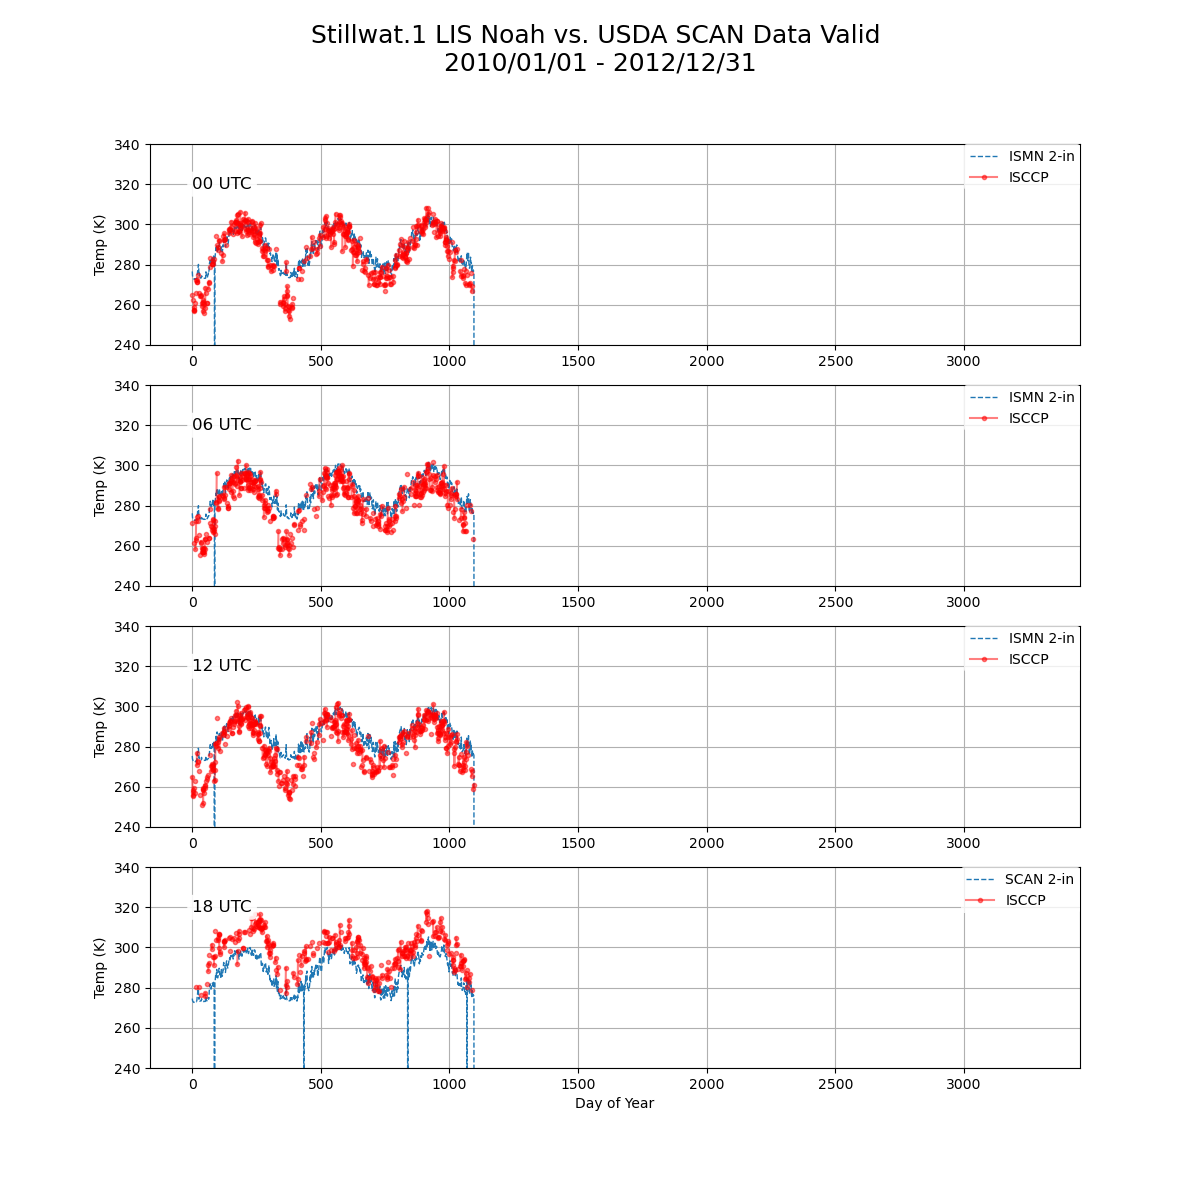 Stillwat.1 LIS Noah vs. USDA SCAN Data Valid
2010/01/01 - 2012/12/31
340
320
300
280
260
240
Temp (K)
00 UTC
ISMN 2-in
ISCCP
0 500 1000 1500 2000 2500 3000
340
320
300
280
260
240
Temp (K)
06 UTC
ISMN 2-in
ISCCP
0 500 1000 1500 2000 2500 3000
340
320
300
280
260
240
Temp (K)
12 UTC
ISMN 2-in
ISCCP
0 500 1000 1500 2000 2500 3000
340
320
300
280
260
240
Temp (K)
18 UTC
SCAN 2-in
ISCCP
0 500 1000 1500 2000 2500 3000
Day of Year